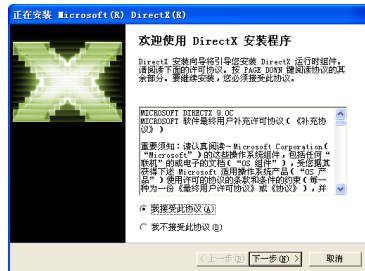 正在安装 Microsoft(R) DirectX(R)
欢迎使用 DirectX 安装程序
DirectX 安装向导将引导您安装 DirectX 运行时组件。
请阅读下面的许可协议。按 PAGE DOWN 键阅读协议的其
余部分。要继续安装，您必须接受此协议。
MICROSOFT DIRECTX 9.0C
MICROSOFT 软件最终用户补充许可协议（《补充协
议》）
重要须知：请认真阅读－Microsoft Corporation（
“Microsoft”）的这些操作系统组件，包括任何“
联机”的或电子的文档（“OS 组件”），受您据其
获得下述 Microsoft 适用操作系统产品（“OS 产
品”）使用许可的协议的条款和条件的约束（每一
种为一份《最终用户许可协议》或《协议》），并
我接受此协议(A)
我不接受此协议(D)
< 上一步(B)
下一步(N) >
取消